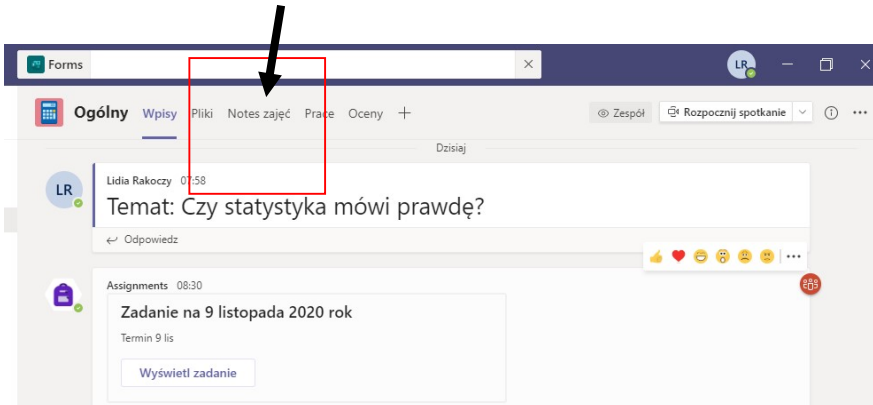 Forms
LR
Ogólny Wpisy Pliki Notes zajęć Prace Oceny +
Zespół Rozpocznij spotkanie
Dzisiaj
LR
Lidia Rakoczy 07:58
Temat: Czy statystyka mówi prawdę?
Odpowiedz
Assignments 08:30
Zadanie na 9 listopada 2020 rok
Termin 9 lis
Wyświetl zadanie